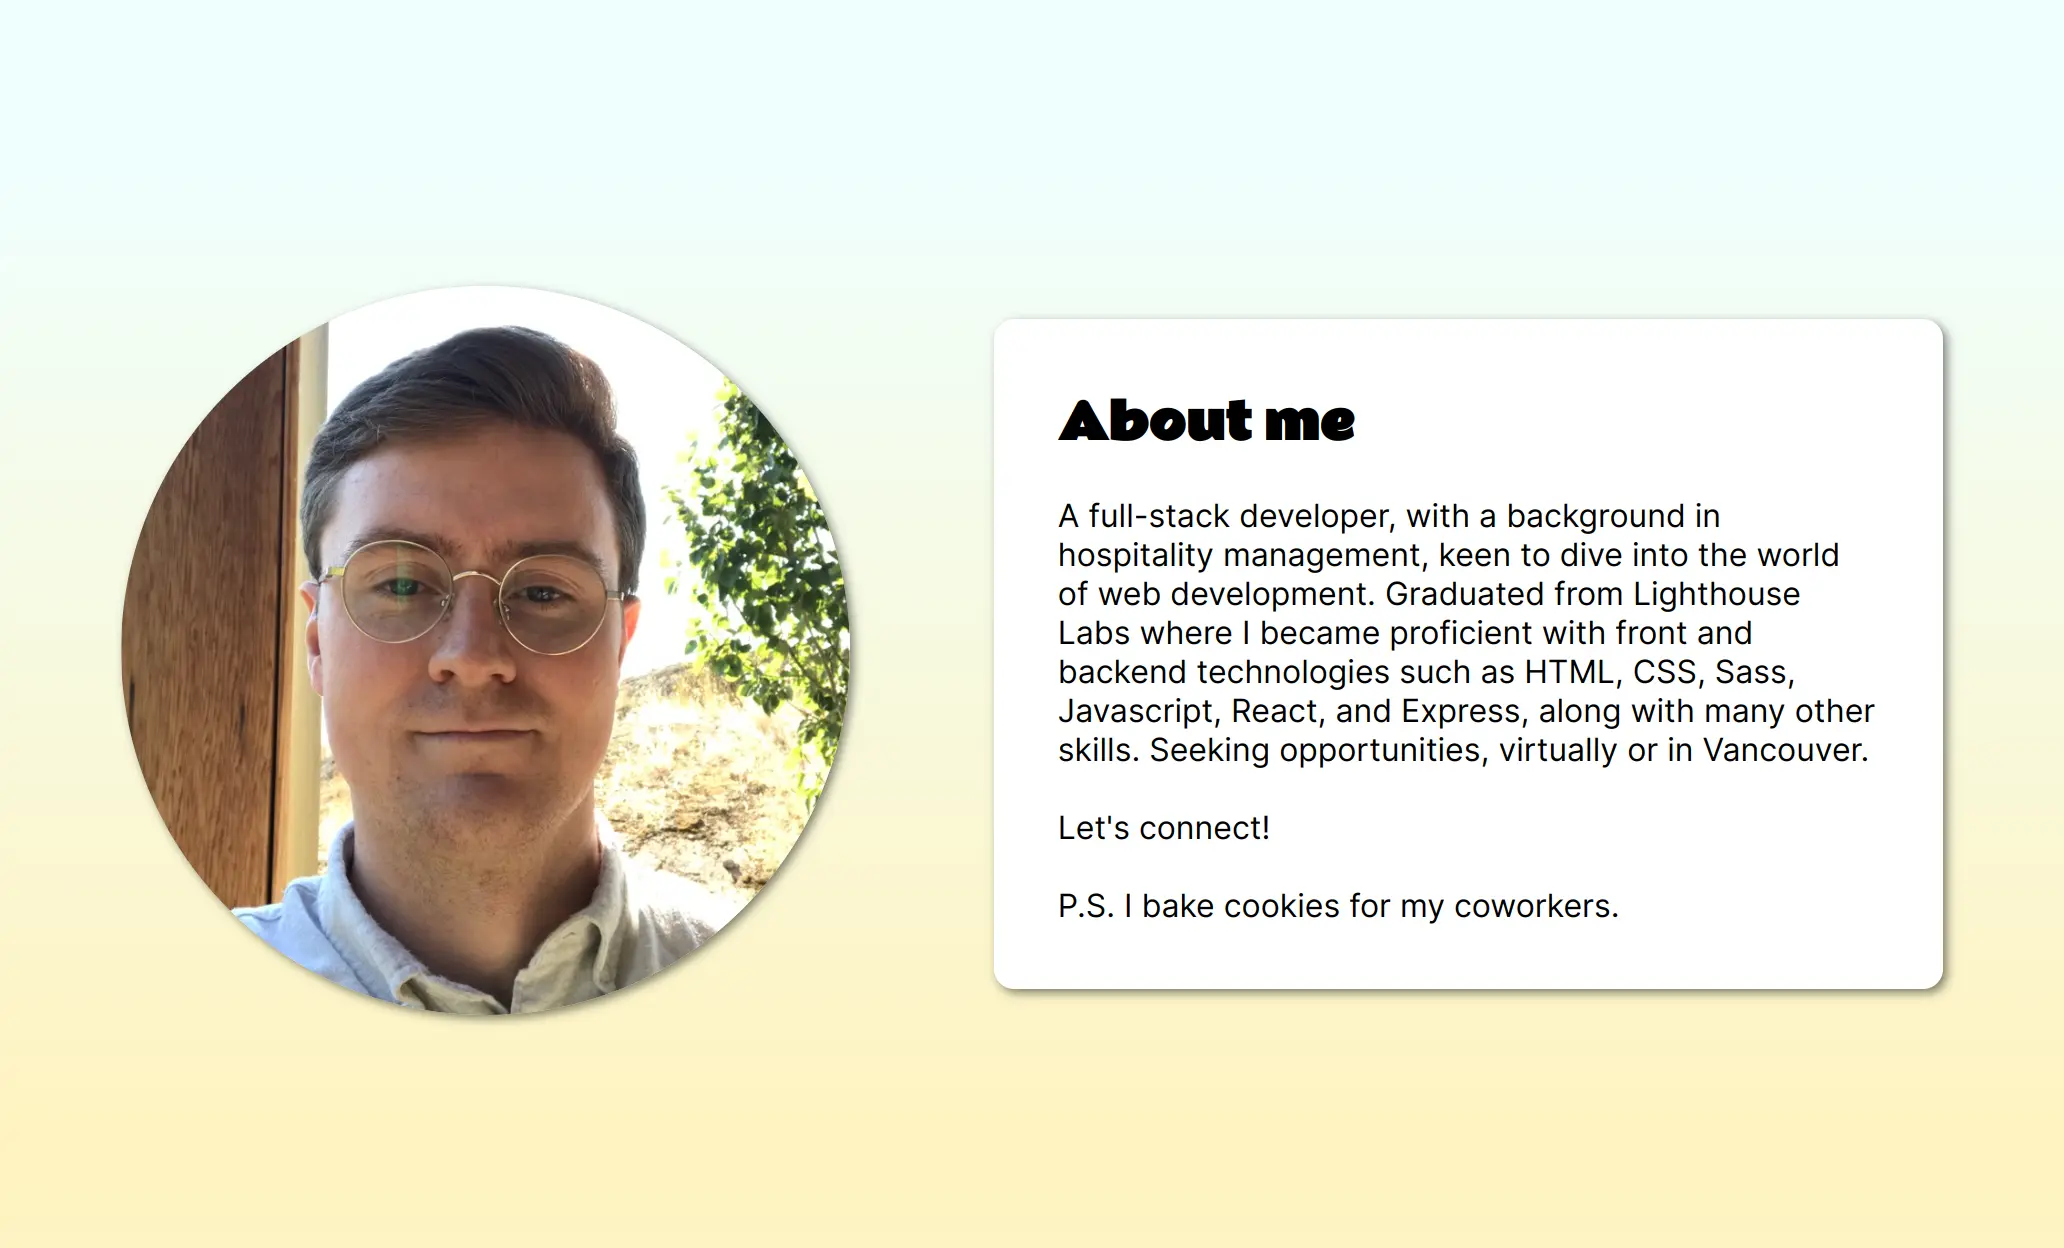 About me
A full-stack developer, with a background in
hospitality management, keen to dive into the world
of web development. Graduated from Lighthouse
Labs where I became proficient with front and
backend technologies such as HTML, CSS, Sass,
Javascript, React, and Express, along with many other
skills. Seeking opportunities, virtually or in Vancouver.
Let's connect!
P.S. I bake cookies for my coworkers.